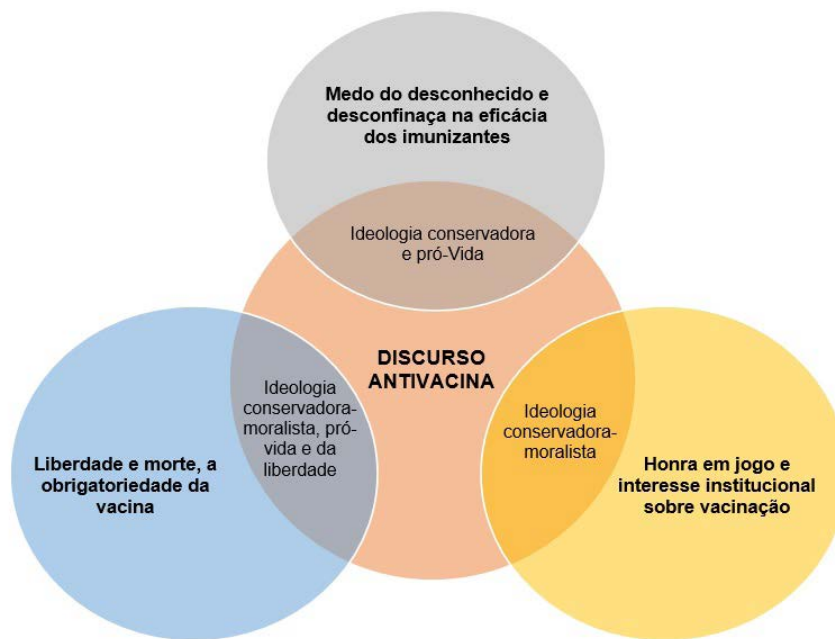 Medo do desconhecido e
desconfinaça na eficácia
dos imunizantes
Ideologia conservadora
e pró-Vida
DISCURSO
ANTIVACINA
Ideologia
conservadora-
moralista, pró-
vida e da
liberdade
Liberdade e morte, a
obrigatoriedade da
vacina
Ideologia
conservadora-
moralista
Honra em jogo e
interesse institucional
sobre vacinação